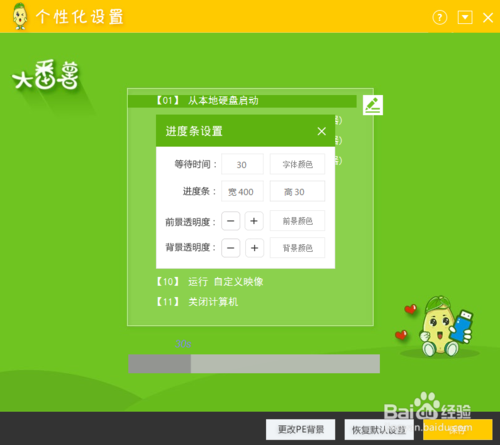 个性化设置
大番薯
【01】 从本地硬盘启动
器）
进度条设置
等待时间： 30 字体颜色
进度条： 宽 400 高 30
前景透明度： − + 前景颜色
背景透明度： − + 背景颜色
【10】 运行 自定义映像
【11】 关闭计算机
更改PE背景 恢复默认设置
Baidu 经验